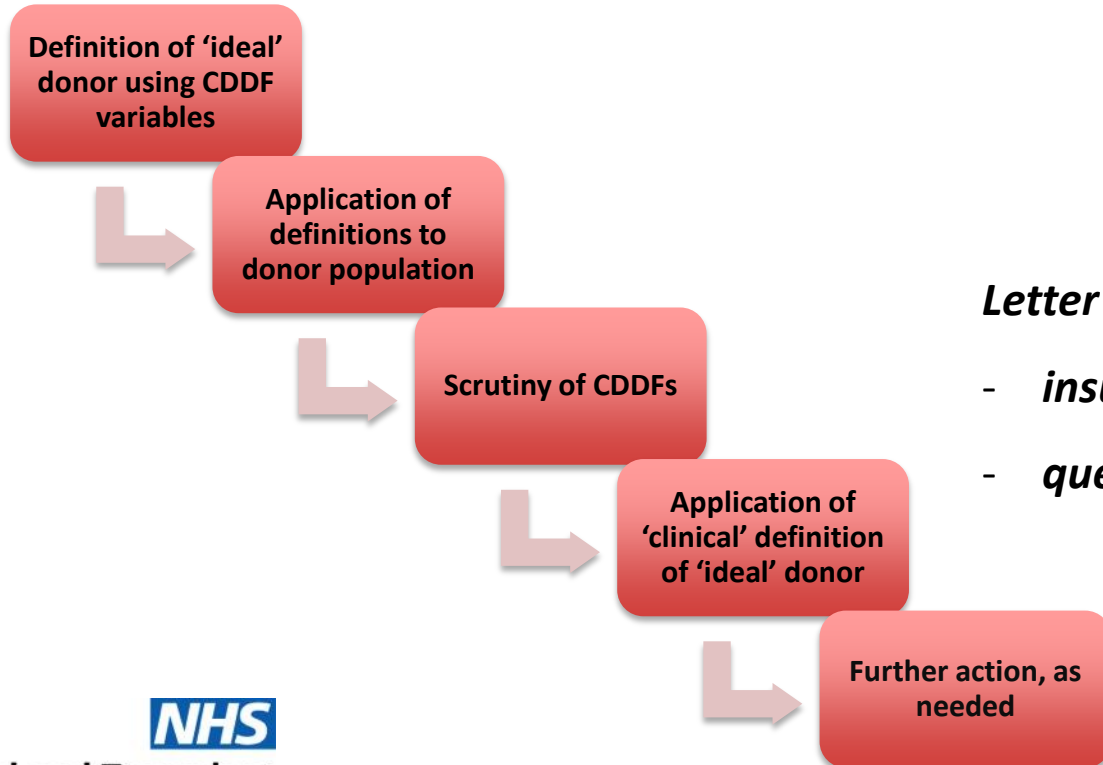 Definition of ‘ideal’
donor using CDDF
variables
Application of
definitions to
donor population
Scrutiny of CDDFs
Letter
-
-
Application of
‘clinical’ definition
of ‘ideal’ donor
Further action, as
needed
NHS